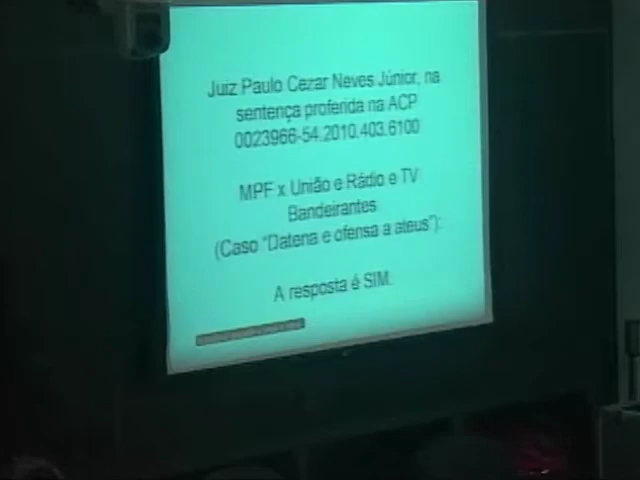 Juiz Paulo Cezar Neves Júnior, na
sentença proferida na ACP
0023966-54.2010.403.6100
MPF x União e Rádio e TV
Bandeirantes
(Caso "Datena e ofensa a ateus"):
A resposta é SIM.